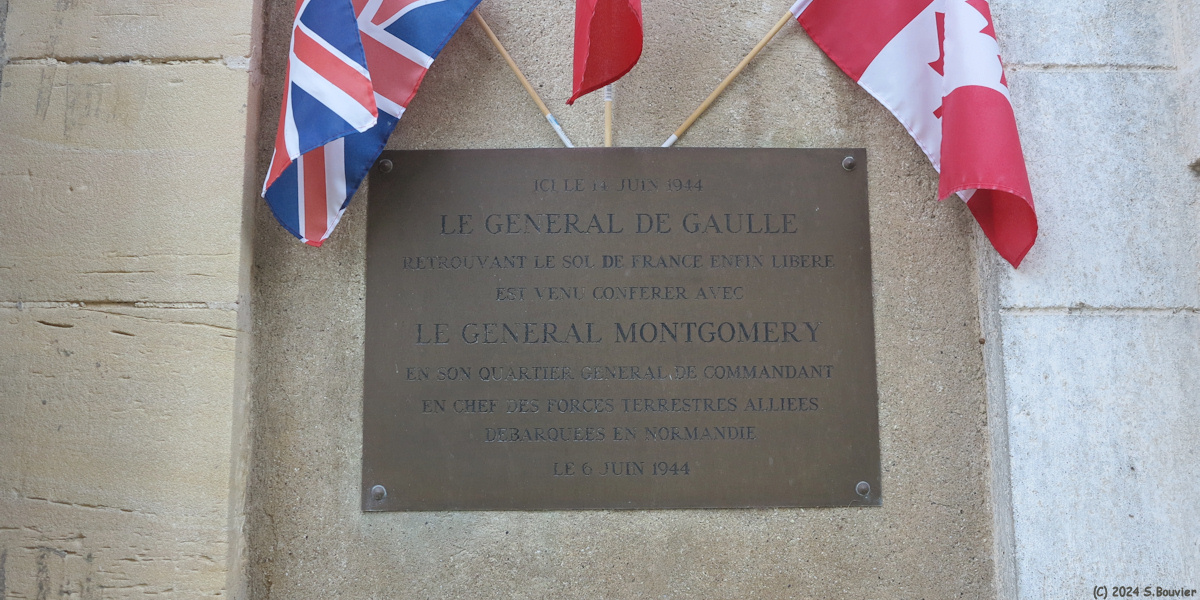 ICI LE 14 JUIN 1944
LE GENERAL DE GAULLE
RETROUVANT LE SOL DE FRANCE ENFIN LIBERE
EST VENU CONFERER AVEC
LE GENERAL MONTGOMERY
EN SON QUARTIER GENERAL DE COMMANDANT
EN CHEF DES FORCES TERRESTRES ALLIEES
DEBARQUEES EN NORMANDIE
LE 6 JUIN 1944
(C) 2024 S.Bouvier